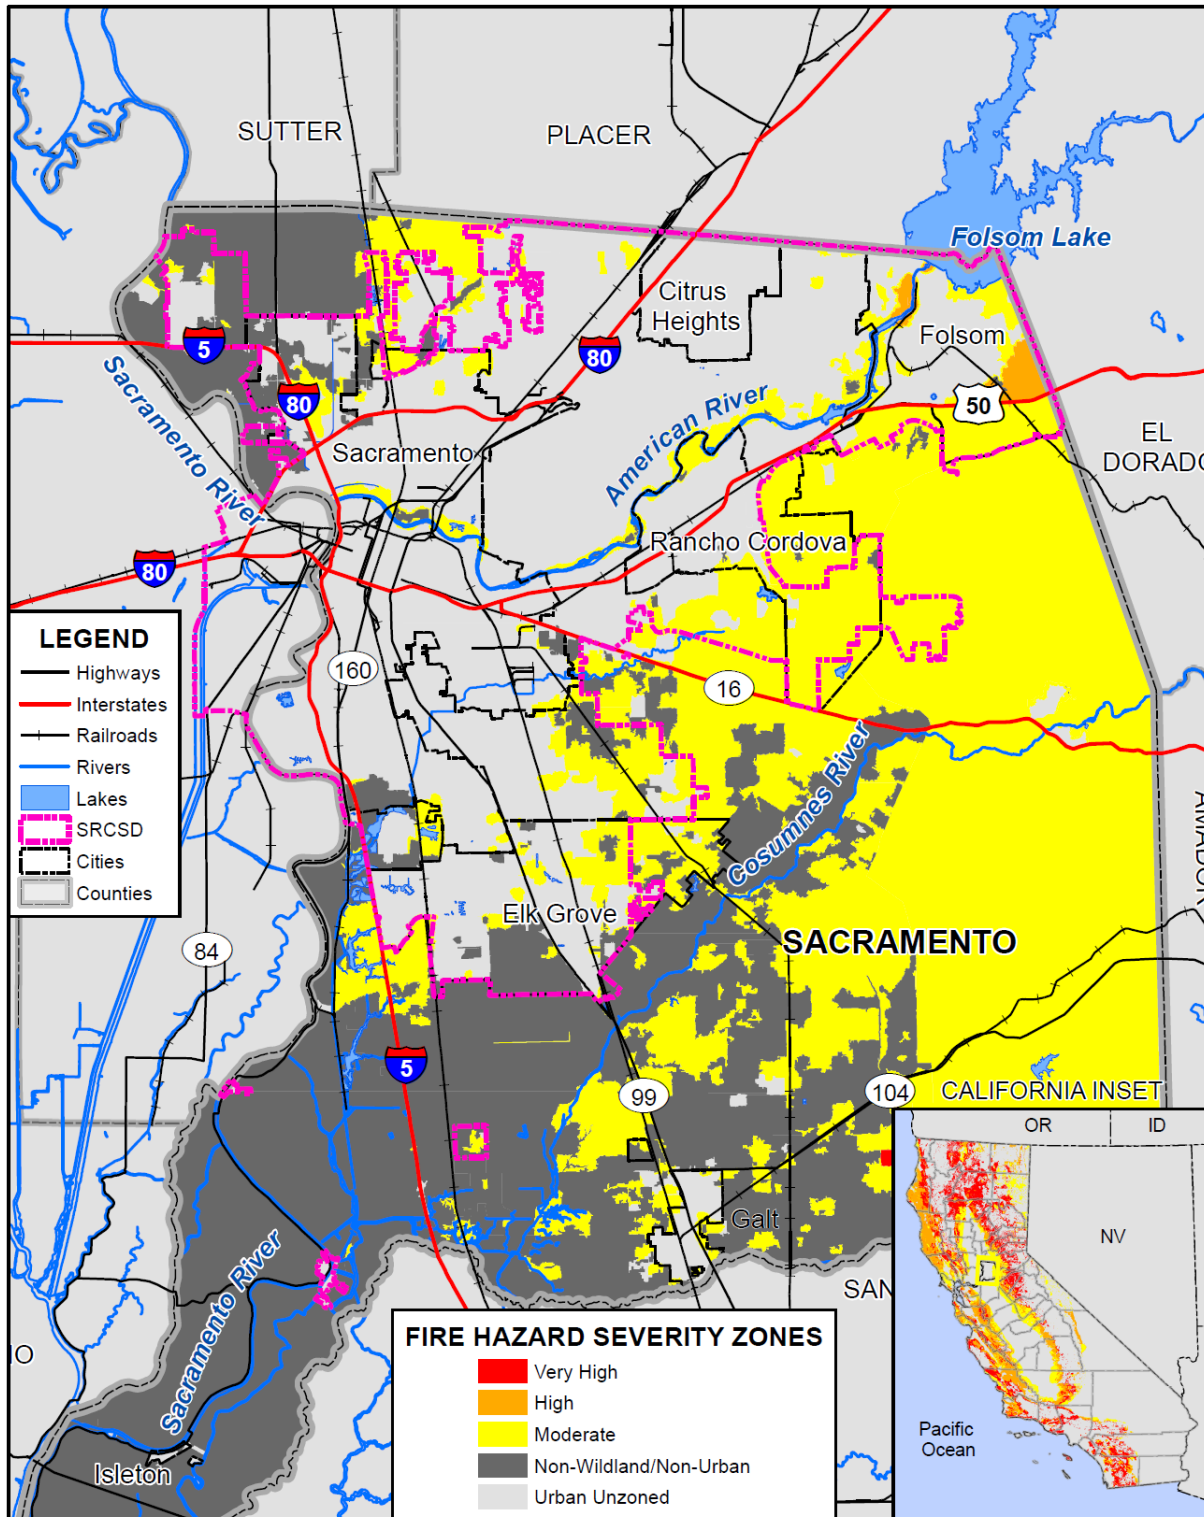 SUTTER
PLACER
Folsom Lake
Citrus
Heights
Folsom
5
80
80
50
Sacramento River
Sacramento
American River
EL
DORADO
80
Rancho Cordova
LEGEND
Highways
Interstates
Railroads
Rivers
Lakes
SRCSD
Cities
Counties
160
16
Cosumnes River
AMADOR
Elk Grove
SACRAMENTO
84
5
99
104
CALIFORNIA INSET
OR
ID
NV
Galt
SAN
Sacramento River
IO
Isleton
FIRE HAZARD SEVERITY ZONES
Very High
High
Moderate
Non-Wildland/Non-Urban
Urban Unzoned
Pacific
Ocean